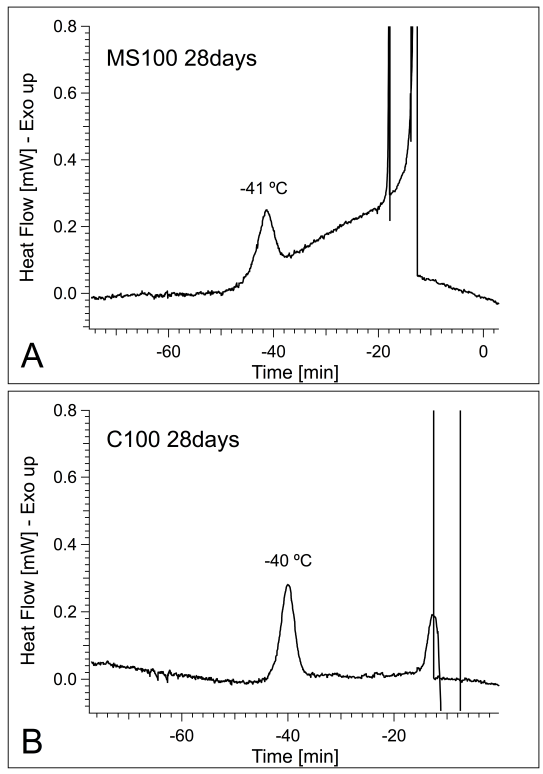 0.8
MS100 28days
0.6
0.4
-41 ºC
0.2
0.0
Heat Flow [mW] - Exo up
-60
-40
-20
0
Time [min]
A
0.8
C100 28days
0.6
0.4
-40 ºC
0.2
0.0
Heat Flow [mW] - Exo up
-60
-40
-20
Time [min]
B